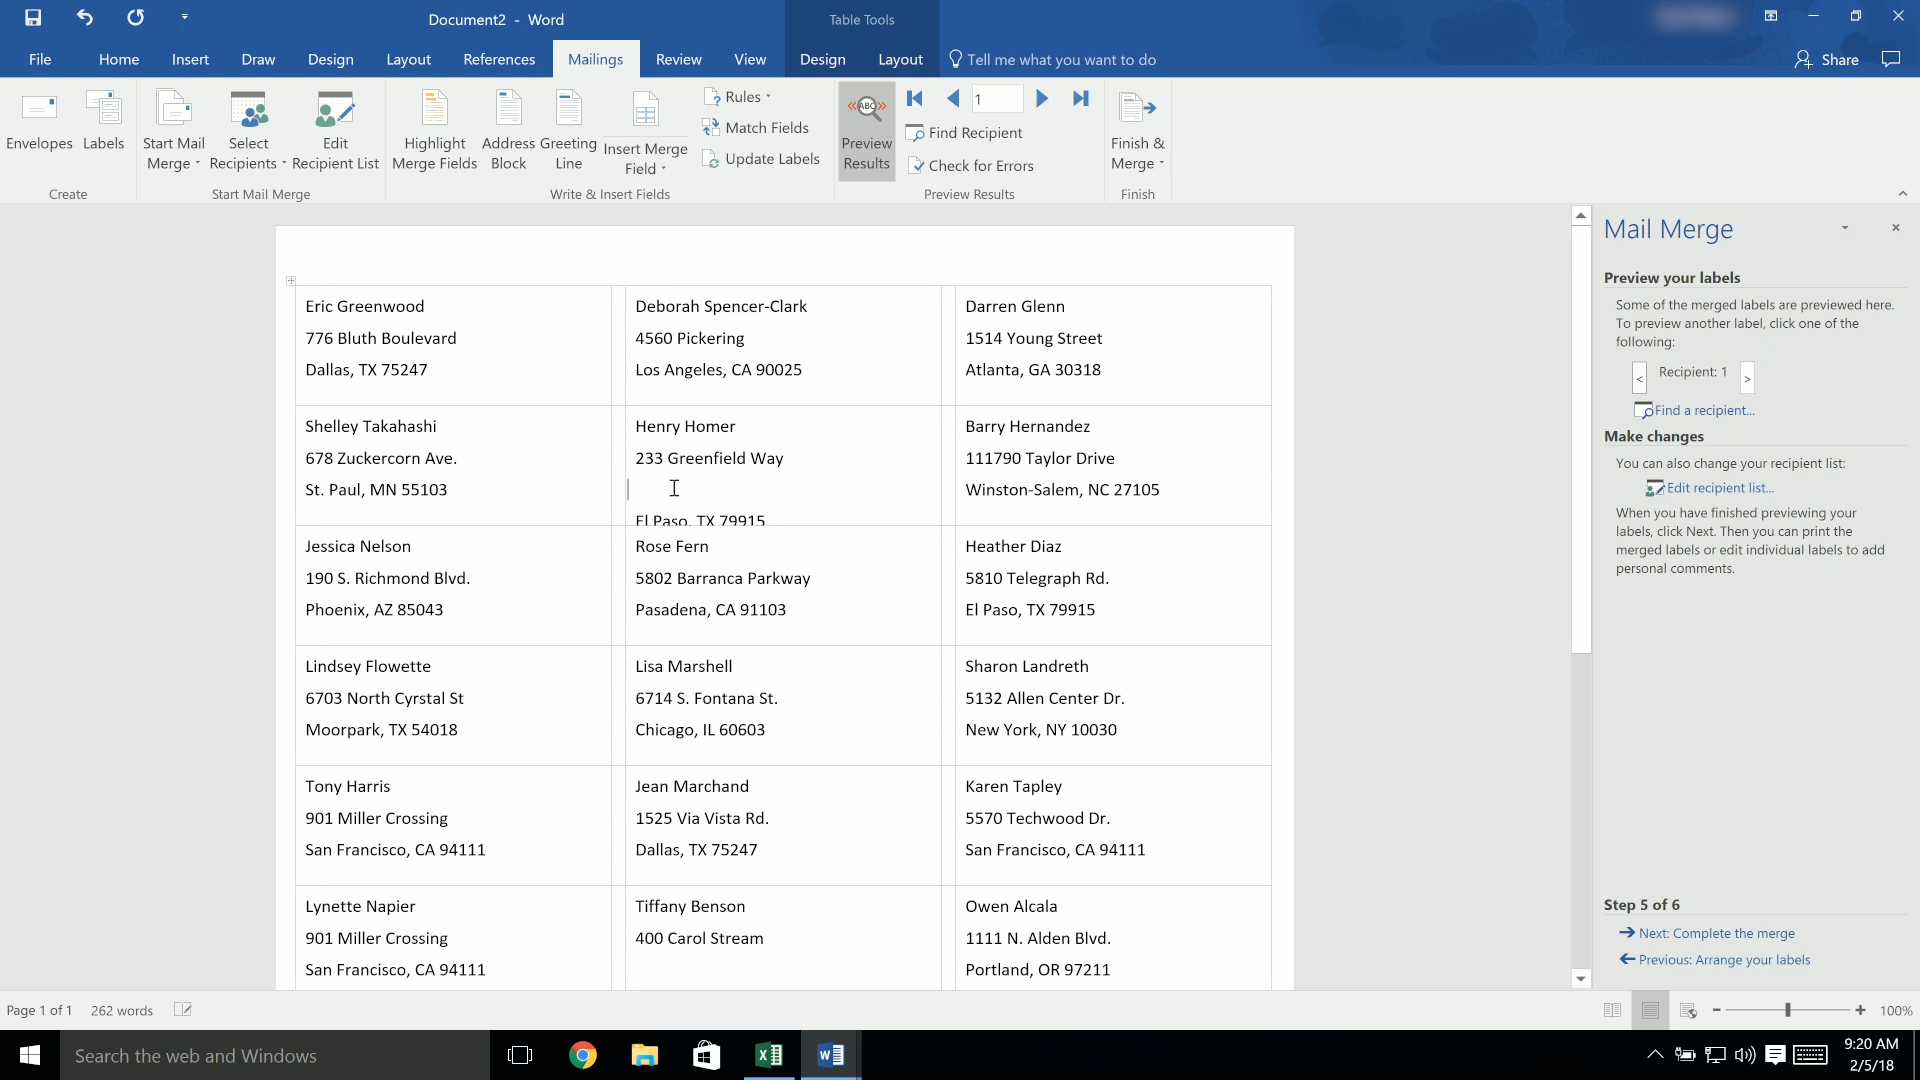 Document2 - Word
Table Tools
File Home Insert Draw Design Layout References Mailings Review View Design Layout Tell me what you want to do Share
Envelopes
Labels
Start Mail
Merge
Select
Recipients
Edit
Recipient List
Highlight
Merge Fields
Address
Block
Greeting
Line
Insert Merge
Field
Rules
Match Fields
Update Labels
ABC
Preview
Results
1
Find Recipient
Check for Errors
Finish &
Merge
Create
Start Mail Merge
Write & Insert Fields
Preview Results
Finish
Eric Greenwood
776 Bluth Boulevard
Dallas, TX 75247
Deborah Spencer-Clark
4560 Pickering
Los Angeles, CA 90025
Darren Glenn
1514 Young Street
Atlanta, GA 30318
Shelley Takahashi
678 Zuckercorn Ave.
St. Paul, MN 55103
Henry Homer
233 Greenfield Way
El Paso, TX 79915
Barry Hernandez
111790 Taylor Drive
Winston-Salem, NC 27105
Jessica Nelson
190 S. Richmond Blvd.
Phoenix, AZ 85043
Rose Fern
5802 Barranca Parkway
Pasadena, CA 91103
Heather Diaz
5810 Telegraph Rd.
El Paso, TX 79915
Lindsey Flowette
6703 North Cyrstal St
Moorpark, TX 54018
Lisa Marshell
6714 S. Fontana St.
Chicago, IL 60603
Sharon Landreth
5132 Allen Center Dr.
New York, NY 10030
Tony Harris
901 Miller Crossing
San Francisco, CA 94111
Jean Marchand
1525 Via Vista Rd.
Dallas, TX 75247
Karen Tapley
5570 Techwood Dr.
San Francisco, CA 94111
Lynette Napier
901 Miller Crossing
San Francisco, CA 94111
Tiffany Benson
400 Carol Stream
Owen Alcala
1111 N. Alden Blvd.
Portland, OR 97211
Mail Merge
Preview your labels
Some of the merged labels are previewed here.
To preview another label, click one of the
following:
< Recipient: 1 >
Find a recipient...
Make changes
You can also change your recipient list:
Edit recipient list...
When you have finished previewing your
labels, click Next. Then you can print the
merged labels or edit individual labels to add
personal comments.
Step 5 of 6
Next: Complete the merge
Previous: Arrange your labels
Page 1 of 1 262 words
100%
Search the web and Windows
9:20 AM
2/5/18